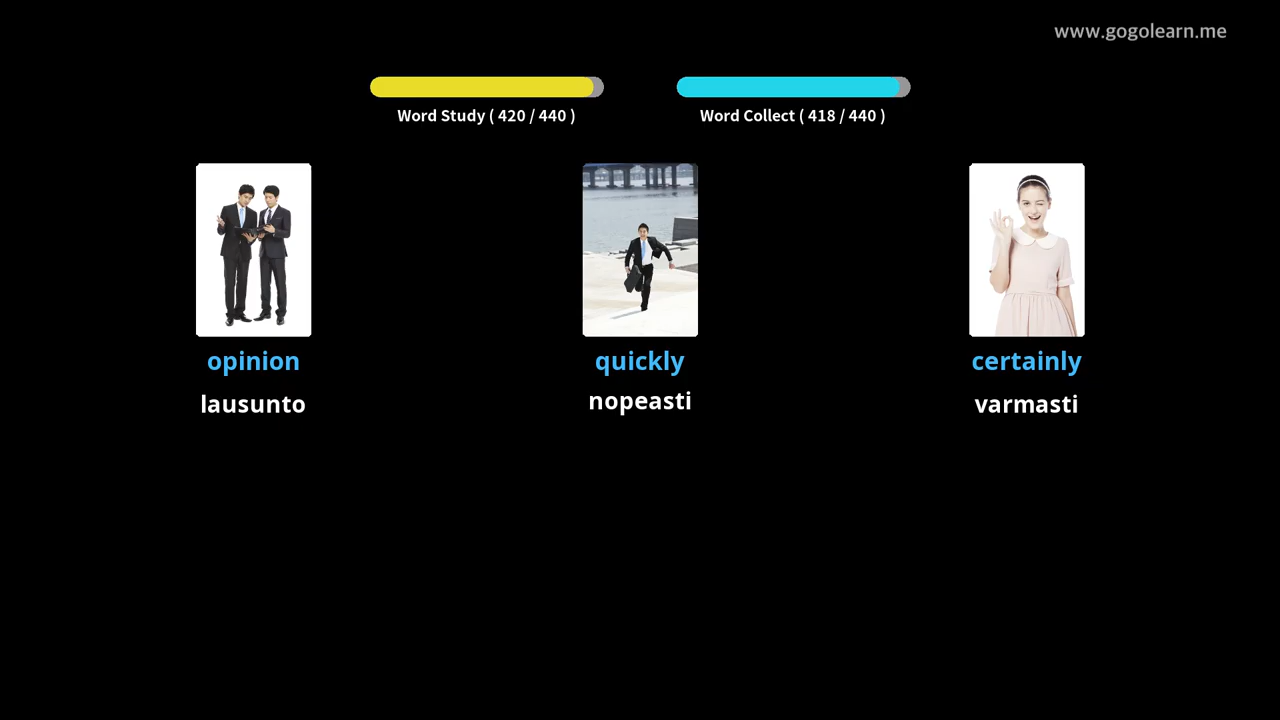 www.gogolearn.me
Word Study ( 420 / 440 )
Word Collect ( 418 / 440 )
opinion
lausunto
quickly
nopeasti
certainly
varmasti